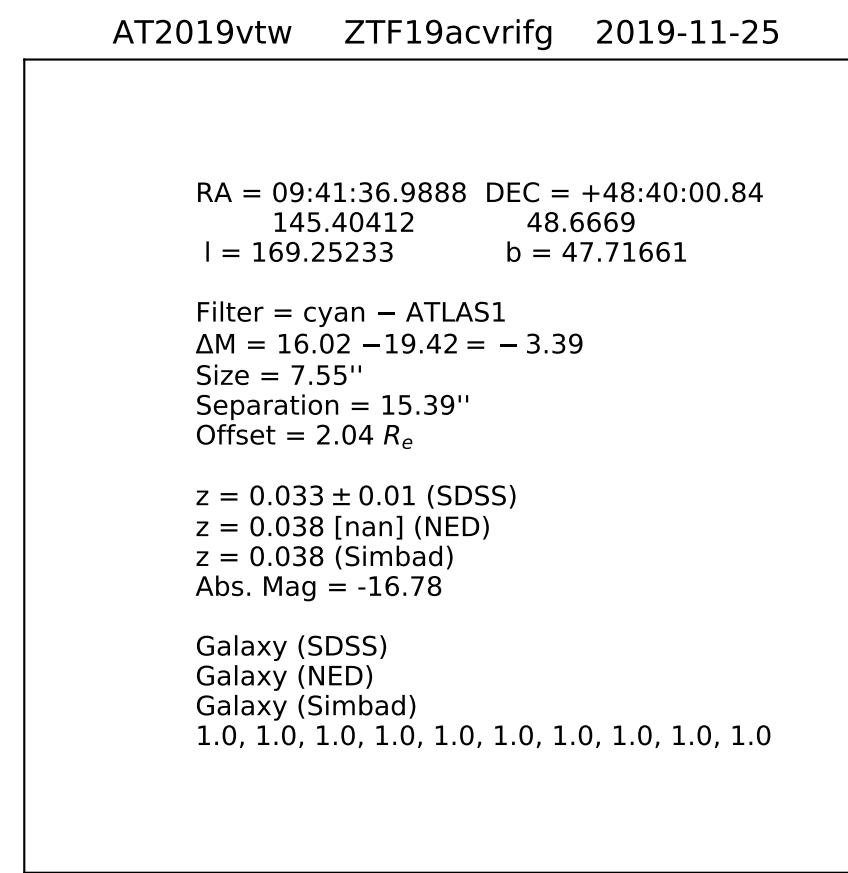 AT2019vtw ZTF19acvrifg 2019-11-25
RA = 09:41:36.9888 DEC = +48:40:00.84
145.40412 48.6669
l = 169.25233 b = 47.71661
Filter = cyan − ATLAS1
ΔM = 16.02 −19.42 = − 3.39
Size = 7.55''
Separation = 15.39''
Offset = 2.04 Rₑ
z = 0.033 ± 0.01 (SDSS)
z = 0.038 [nan] (NED)
z = 0.038 (Simbad)
Abs. Mag = -16.78
Galaxy (SDSS)
Galaxy (NED)
Galaxy (Simbad)
1.0, 1.0, 1.0, 1.0, 1.0, 1.0, 1.0, 1.0, 1.0, 1.0